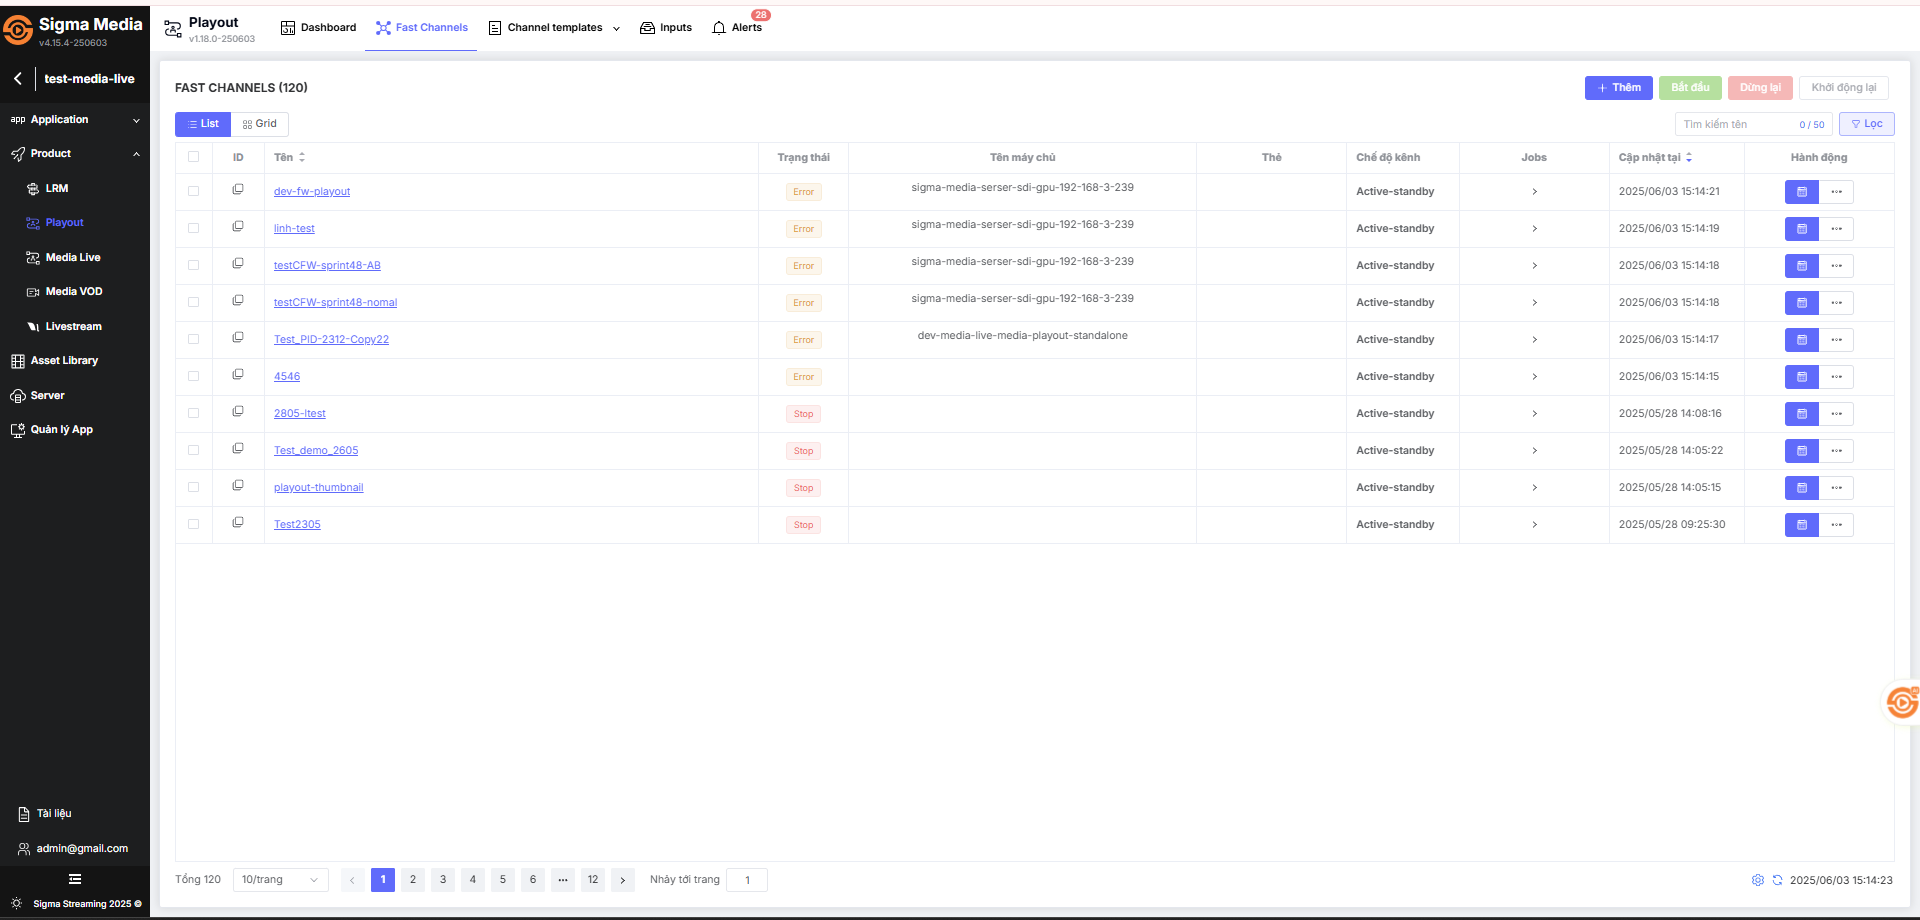 Sigma Media
v4.15.4-250603
test-media-live
app Application
Product
LRM
Playout
Media Live
Media VOD
Livestream
Asset Library
Server
Quản lý App
Tài liệu
admin@gmail.com
Sigma Streaming 2025 ©
Playout
v1.18.0-250603
Dashboard
Fast Channels
Channel templates
Inputs
Alerts
28
FAST CHANNELS (120)
+ Thêm
Bắt đầu
Dừng lại
Khởi động lại
List
Grid
Tìm kiếm tên 0 / 50
Lọc
ID Tên Trạng thái Tên máy chủ Thẻ Chế độ kênh Jobs Cập nhật tại Hành động
dev-fw-playout Error sigma-media-serser-sdi-gpu-192-168-3-239 Active-standby 2025/06/03 15:14:21
linh-test Error sigma-media-serser-sdi-gpu-192-168-3-239 Active-standby 2025/06/03 15:14:19
testCFW-sprint48-AB Error sigma-media-serser-sdi-gpu-192-168-3-239 Active-standby 2025/06/03 15:14:18
testCFW-sprint48-nomal Error sigma-media-serser-sdi-gpu-192-168-3-239 Active-standby 2025/06/03 15:14:18
Test_PID-2312-Copy22 Error dev-media-live-media-playout-standalone Active-standby 2025/06/03 15:14:17
4546 Error Active-standby 2025/06/03 15:14:15
2805-ltest Stop Active-standby 2025/05/28 14:08:16
Test_demo_2605 Stop Active-standby 2025/05/28 14:05:22
playout-thumbnail Stop Active-standby 2025/05/28 14:05:15
Test2305 Stop Active-standby 2025/05/28 09:25:30
Tổng 120 10/trang 1 2 3 4 5 6 ••• 12 Nhảy tới trang 1 2025/06/03 15:14:23